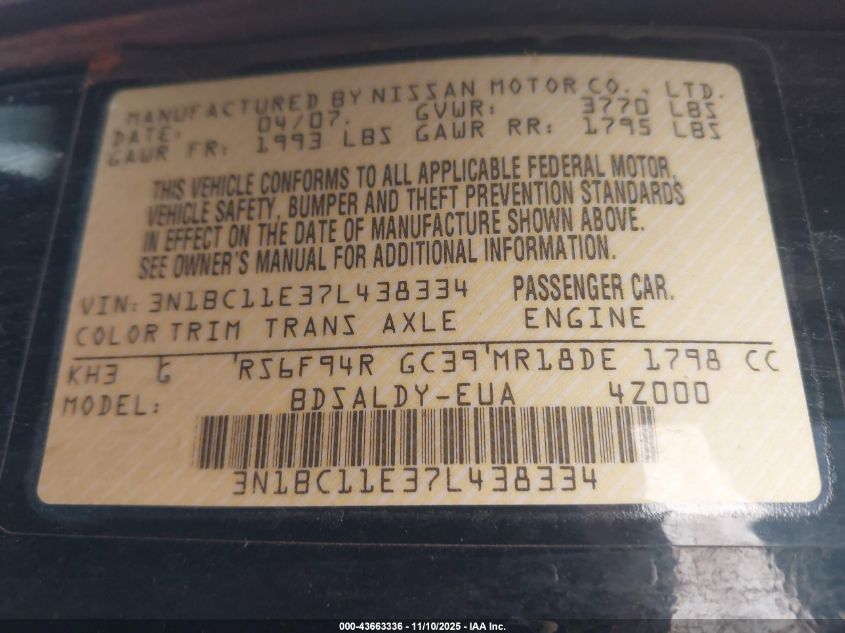 MANUFACTURED BY NISSAN MOTOR CO., LTD.
DATE: 04/07. GVWR: 3770 LBS
GAWR FR: 1993 LBS GAWR RR: 1795 LBS
THIS VEHICLE CONFORMS TO ALL APPLICABLE FEDERAL MOTOR
VEHICLE SAFETY, BUMPER AND THEFT PREVENTION STANDARDS
IN EFFECT ON THE DATE OF MANUFACTURE SHOWN ABOVE.
SEE OWNER'S MANUAL FOR ADDITIONAL INFORMATION.
VIN: 3N1BC11E37L438334 PASSENGER CAR.
COLOR TRIM TRANS AXLE ENGINE
KH3 G RS6F94R GC39 MR18DE 1798 CC
MODEL: BDSALDY-EUA 4Z000
3N1BC11E37L438334
000-43663336 - 11/10/2025 - IAA Inc.